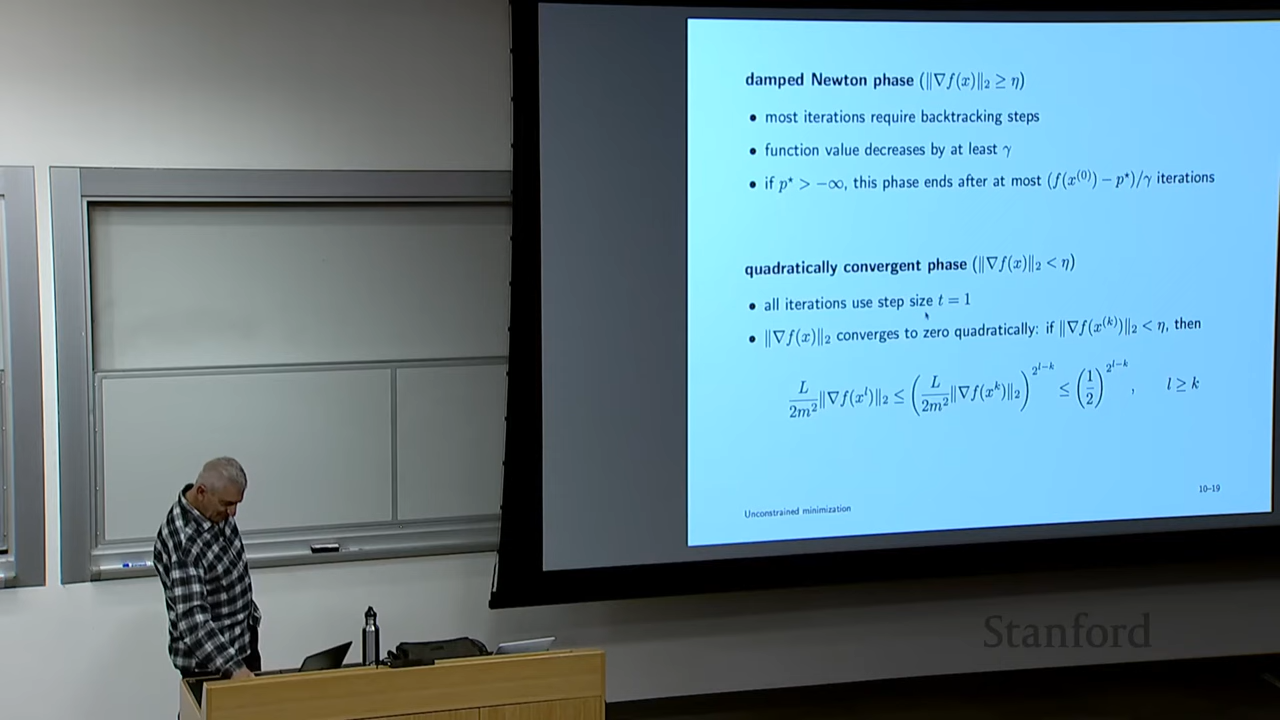 damped Newton phase (‖∇f(x)‖₂ ≥ η)
• most iterations require backtracking steps
• function value decreases by at least γ
• if p⋆ > −∞, this phase ends after at most (f(x⁽⁰⁾) − p⋆)/γ iterations
quadratically convergent phase (‖∇f(x)‖₂ < η)
• all iterations use step size t = 1
• ‖∇f(x)‖₂ converges to zero quadratically: if ‖∇f(x⁽ᵏ⁾)‖₂ < η, then
L/2m² ‖∇f(xˡ)‖₂ ≤ (L/2m² ‖∇f(xᵏ)‖₂)^{2^{l−k}} ≤ (1/2)^{2^{l−k}}, l ≥ k
10–19
Unconstrained minimization
Stanford